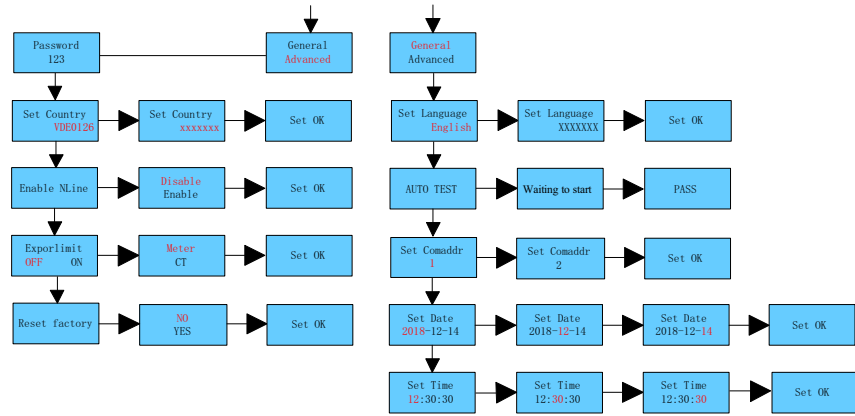 Password
123
General
Advanced
Set Country
VDE0126
Set Country
xxxxxxx
Set OK
Enable NLine
Disable
Enable
Set OK
Exporlimit
OFF ON
Meter
CT
Set OK
Reset factory
NO
YES
Set OK
General
Advanced
Set Language
English
Set Language
XXXXXXX
Set OK
AUTO TEST
Waiting to start
PASS
Set Comaddr
1
Set Comaddr
2
Set OK
Set Date
2018-12-14
Set Date
2018-12-14
Set Date
2018-12-14
Set OK
Set Time
12:30:30
Set Time
12:30:30
Set Time
12:30:30
Set OK